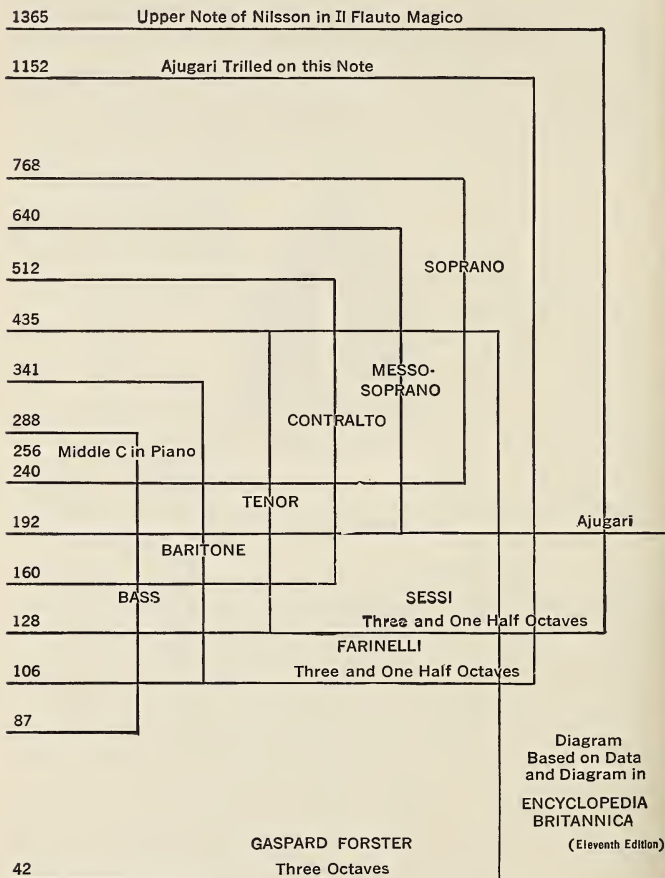 1365 Upper Note of Nilsson in Il Flauto Magico
1152 Ajugari Trilled on this Note
768
640
SOPRANO
512
435
MESSO-
SOPRANO
341
CONTRALTO
288
256 Middle C in Piano
240
TENOR
192
Ajugari
BARITONE
160
BASS
SESSI
128 Three and One Half Octaves
FARINELLI
106 Three and One Half Octaves
87
Diagram
Based on Data
and Diagram in
ENCYCLOPEDIA
BRITANNICA
(Eleventh Edition)
GASPARD FORSTER
42 Three Octaves